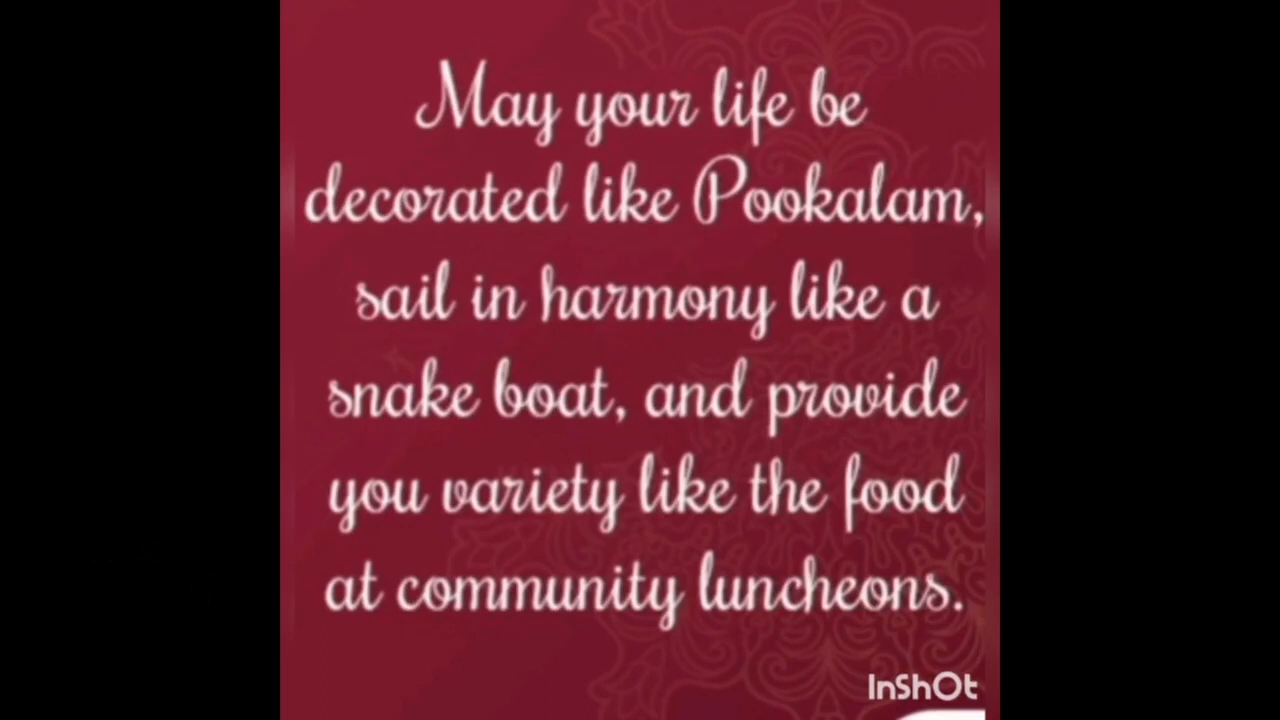 May your life be
decorated like Pookalam,
sail in harmony like a
snake boat, and provide
you variety like the food
at community luncheons.
InShOt